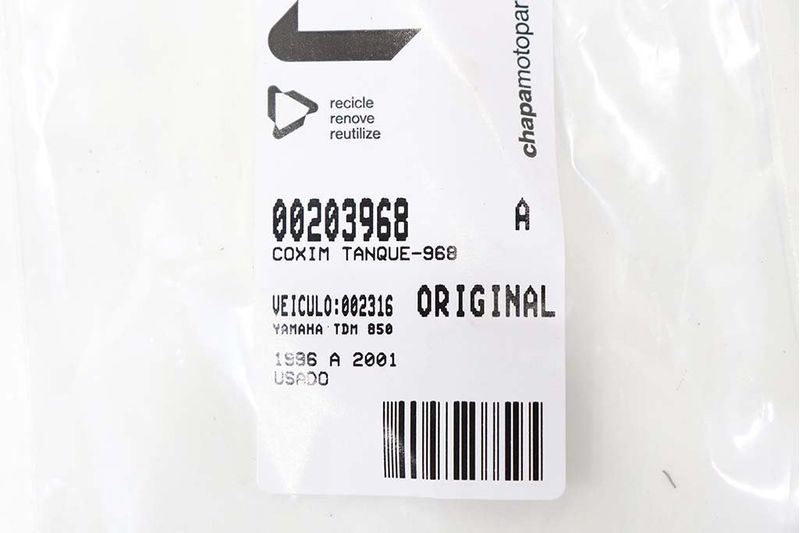 recicle
renove
reutilize
chapamotopar
00203968 A
COXIM TANQUE-968
VEICULO:002316 ORIGINAL
YAMAHA TDM 850
1996 A 2001
USADO